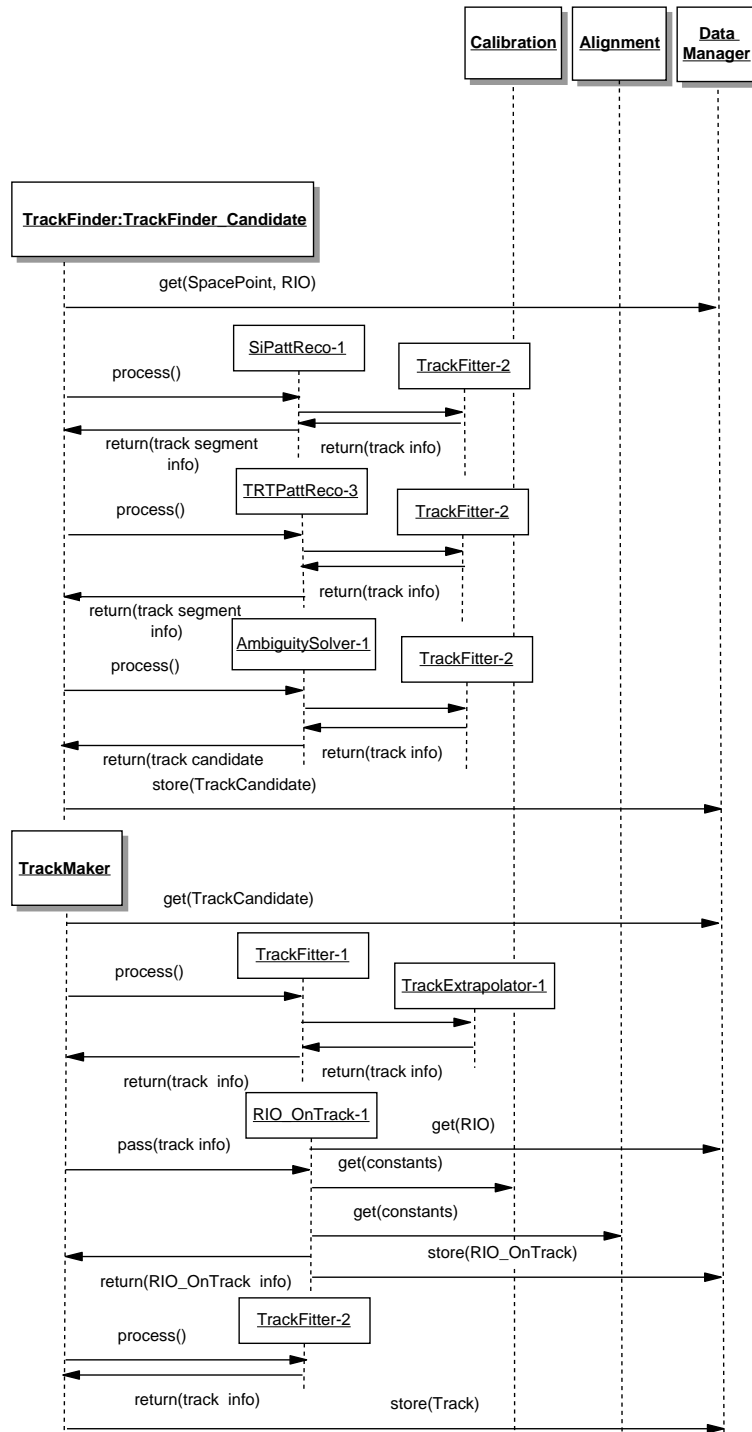 Calibration
Alignment
Data
Manager
TrackFinder:TrackFinder_Candidate
get(SpacePoint, RIO)
SiPattReco-1
process()
TrackFitter-2
return(track segment
info)
return(track info)
TRTPattReco-3
process()
TrackFitter-2
return(track info)
return(track segment
info)
AmbiguitySolver-1
process()
TrackFitter-2
return(track candidate
return(track info)
store(TrackCandidate)
TrackMaker
get(TrackCandidate)
TrackFitter-1
process()
TrackExtrapolator-1
return(track info)
return(track info)
RIO_OnTrack-1
get(RIO)
pass(track info)
get(constants)
get(constants)
store(RIO_OnTrack)
return(RIO_OnTrack info)
TrackFitter-2
process()
return(track info)
store(Track)